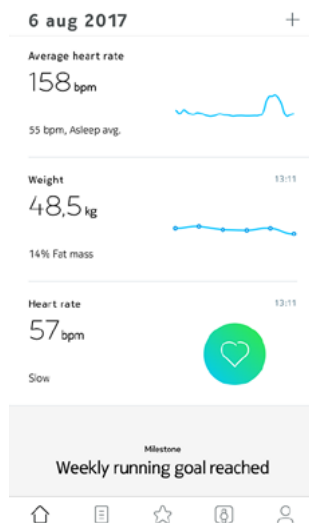 6 aug 2017
Average heart rate
158 bpm
55 bpm, Asleep avg.
Weight
13:11
48,5 kg
14% Fat mass
Heart rate
13:11
57 bpm
Slow
Milestone
Weekly running goal reached